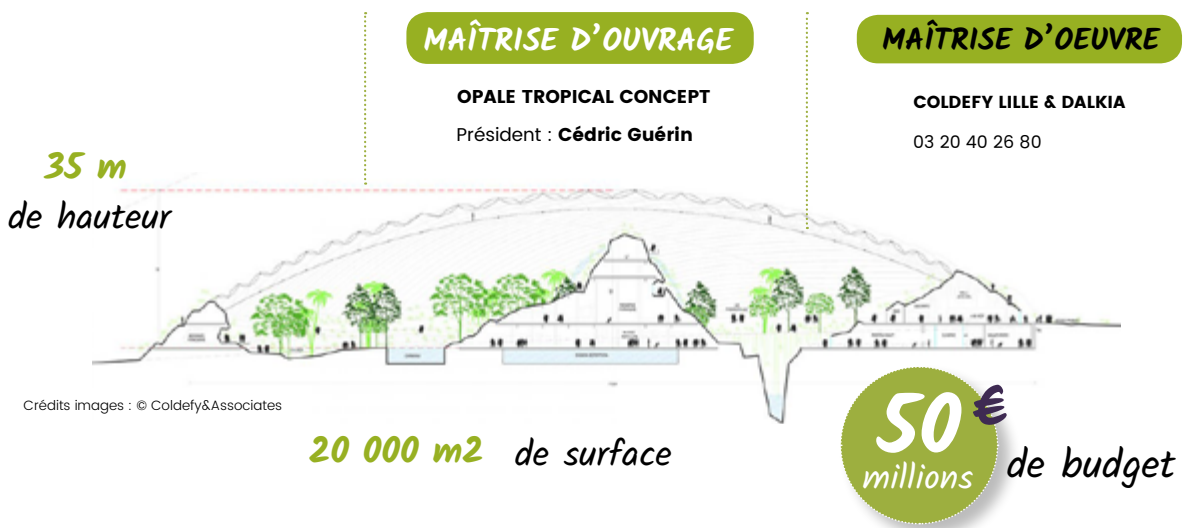 MAÎTRISE D'OUVRAGE
OPALE TROPICAL CONCEPT
Président : Cédric Guérin
MAÎTRISE D'OEUVRE
COLDEFY LILLE & DALKIA
03 20 40 26 80
35 m
de hauteur
Crédits images : © Coldefy&Associates
20 000 m2 de surface
50 €
millions
de budget